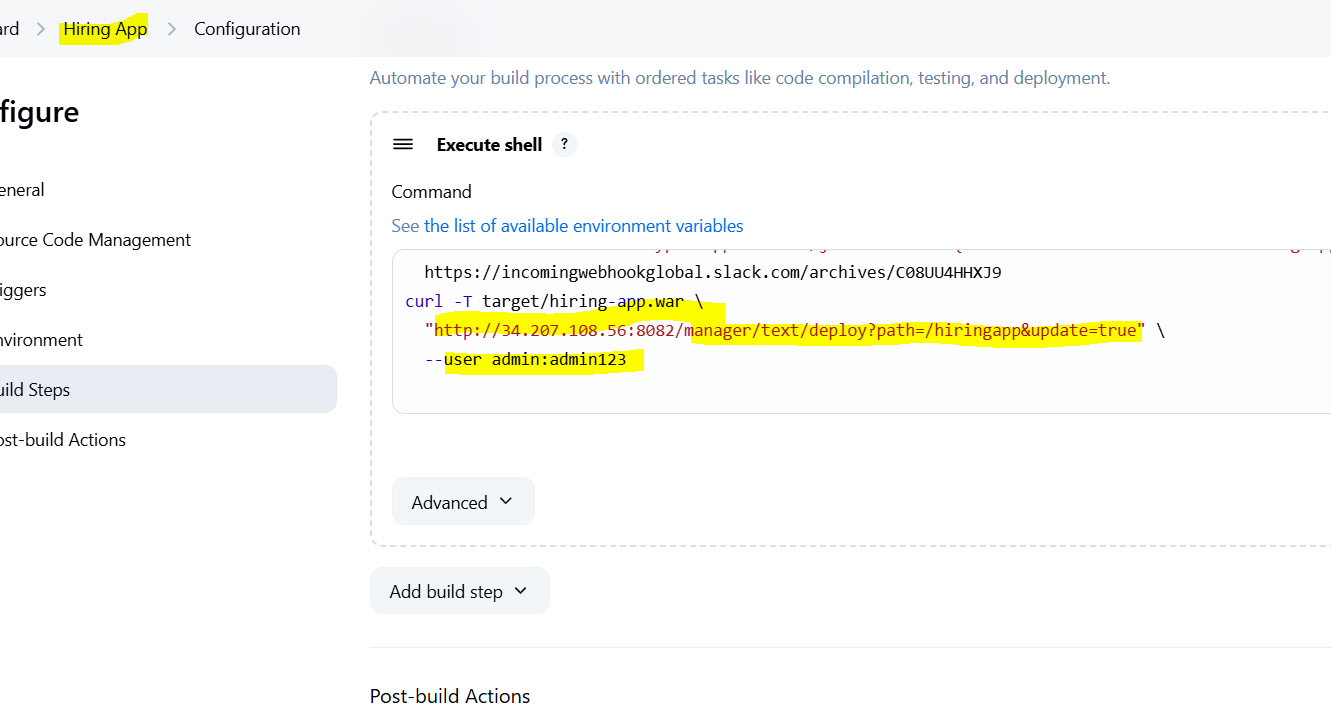 Hiring App > Configuration
Automate your build process with ordered tasks like code compilation, testing, and deployment.
figure
Execute shell ?
eneral
Command
See the list of available environment variables
ource Code Management
https://incomingwebhookglobal.slack.com/archives/C08UU4HHXJ9
iggers
curl -T target/hiring-app.war \
"http://34.207.108.56:8082/manager/text/deploy?path=/hiringapp&update=true" \
nvironment
--user admin:admin123
uild Steps
ost-build Actions
Advanced
Add build step
Post-build Actions